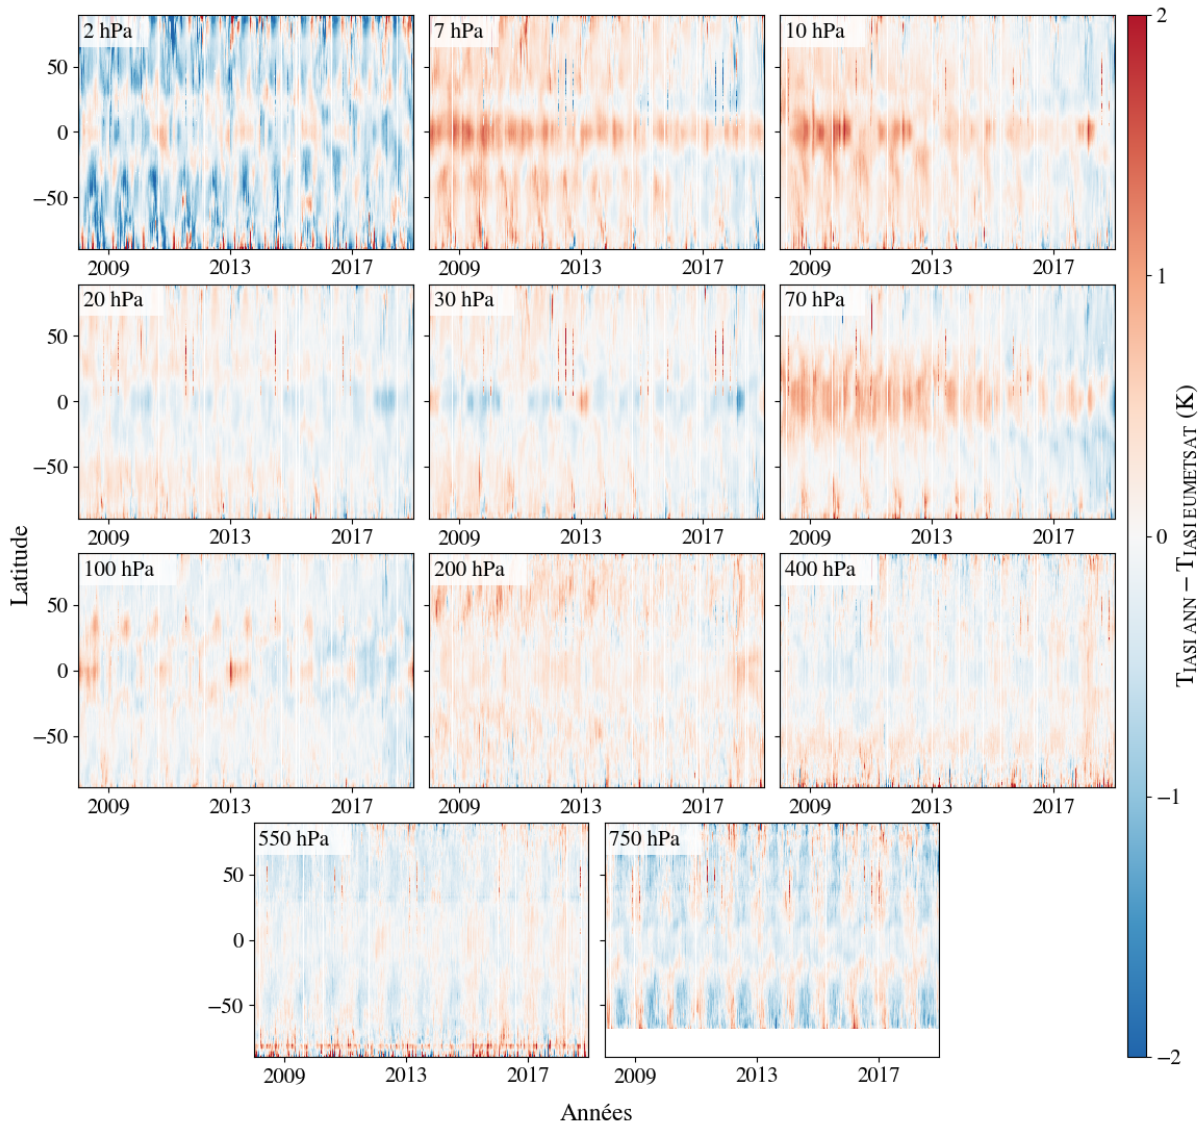 2 hPa
7 hPa
10 hPa
50
0
−50
2009 2013 2017
2009 2013 2017
2009 2013 2017
20 hPa
30 hPa
70 hPa
50
0
−50
2009 2013 2017
2009 2013 2017
2009 2013 2017
100 hPa
200 hPa
400 hPa
50
0
−50
2009 2013 2017
2009 2013 2017
2009 2013 2017
550 hPa
750 hPa
50
0
−50
2009 2013 2017
2009 2013 2017
Latitude
Années
2
1
0
−1
−2
TIASI ANN − TIASI EUMETSAT (K)